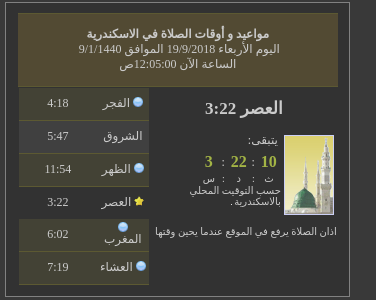 مواعيد و أوقات الصلاة في الاسكندرية
اليوم الأربعاء 19/9/2018 الموافق 9/1/1440
الساعة الآن 12:05:00ص
الفجر 4:18
الشروق 5:47
الظهر 11:54
العصر 3:22
المغرب 6:02
العشاء 7:19
العصر 3:22
يتبقى:
10 : 22 : 3
ث : د : س
حسب التوقيت المحلي
بالاسكندرية .
اذان الصلاة يرفع في الموقع عندما يحين وقتها